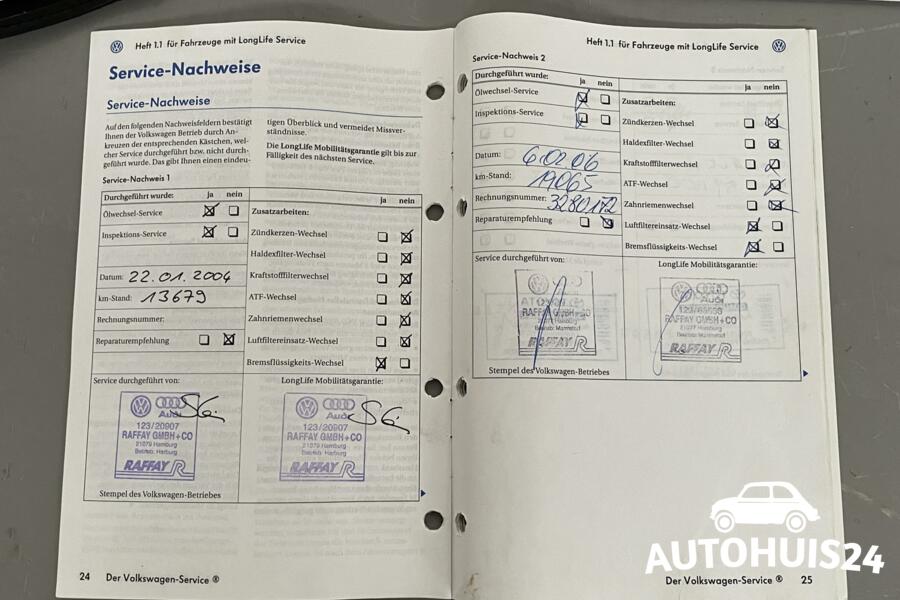 Heft 1.1 für Fahrzeuge mit LongLife Service
Service-Nachweise
Service-Nachweise
Auf den folgenden Nachweisfeldern bestätigt
Ihnen der Volkswagen Betrieb durch An-
kreuzen der entsprechenden Kästchen, wel-
cher Service durchgeführt bzw. nicht durch-
geführt wurde. Das gibt Ihnen einen eindeu-
tigen Überblick und vermeidet Missver-
ständnisse.
Die LongLife Mobilitätsgarantie gilt bis zur
Fälligkeit des nächsten Service.
Service-Nachweis 1
Durchgeführt wurde: ja nein
Ölwechsel-Service
Inspektions-Service
Datum: 22.01.2004
km-Stand: 13679
Rechnungsnummer:
Reparaturempfehlung
ja nein
Zusatzarbeiten:
Zündkerzen-Wechsel
Haldexfilter-Wechsel
Kraftstofffilterwechsel
ATF-Wechsel
Zahnriemenwechsel
Luftfiltereinsatz-Wechsel
Bremsflüssigkeits-Wechsel
Service durchgeführt von:
Audi
123/20907
RAFFAY GMBH+CO
21079 Hamburg
Betrieb: Harburg
RAFFAY R
Stempel des Volkswagen-Betriebes
LongLife Mobilitätsgarantie:
Audi
123/20907
RAFFAY GMBH+CO
21079 Hamburg
Betrieb: Harburg
RAFFAY R
24 Der Volkswagen-Service ®
Heft 1.1 für Fahrzeuge mit LongLife Service
Service-Nachweis 2
Durchgeführt wurde: ja nein
Ölwechsel-Service
Inspektions-Service
Datum: 6.02.06
km-Stand: 19065
Rechnungsnummer: 3280172
Reparaturempfehlung
ja nein
Zusatzarbeiten:
Zündkerzen-Wechsel
Haldexfilter-Wechsel
Kraftstofffilterwechsel
ATF-Wechsel
Zahnriemenwechsel
Luftfiltereinsatz-Wechsel
Bremsflüssigkeits-Wechsel
Service durchgeführt von:
RAFFAY GMBH+CO
RAFFAY R
Stempel des Volkswagen-Betriebes
LongLife Mobilitätsgarantie:
Audi
RAFFAY GMBH+CO
21077 Hamburg
RAFFAY R
Der Volkswagen-Service ® 25
AUTOHUIS24